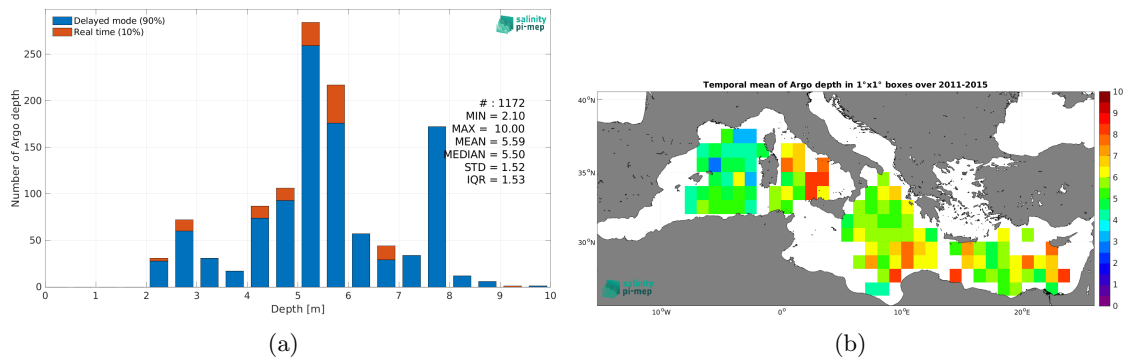 Delayed mode (90%)
Real time (10%)
salinity
pi-mep
250
200
150
100
50
0
Number of Argo depth
# : 1172
MIN = 2.10
MAX = 10.00
MEAN = 5.59
MEDIAN = 5.50
STD = 1.52
IQR = 1.53
0 1 2 3 4 5 6 7 8 9 10
Depth [m]
(a)
Temporal mean of Argo depth in 1°x1° boxes over 2011-2015
40°N
35°N
30°N
10°W 0° 10°E 20°E
salinity
pi-mep
10
9
8
7
6
5
4
3
2
1
0
(b)